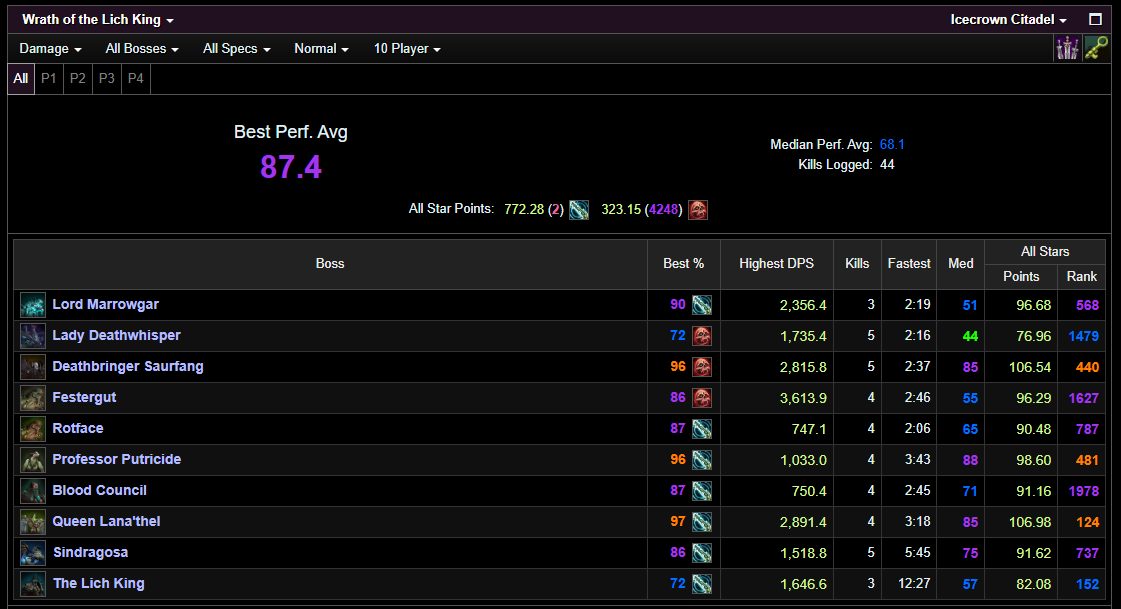 Wrath of the Lich King Icecrown Citadel
Damage All Bosses All Specs Normal 10 Player
All P1 P2 P3 P4
Best Perf. Avg
87.4
Median Perf. Avg: 68.1
Kills Logged: 44
All Star Points: 772.28 (2) 323.15 (4248)
Boss Best % Highest DPS Kills Fastest Med All Stars
Points Rank
Lord Marrowgar 90 2,356.4 3 2:19 51 96.68 568
Lady Deathwhisper 72 1,735.4 5 2:16 44 76.96 1479
Deathbringer Saurfang 96 2,815.8 5 2:37 85 106.54 440
Festergut 86 3,613.9 4 2:46 55 96.29 1627
Rotface 87 747.1 4 2:06 65 90.48 787
Professor Putricide 96 1,033.0 4 3:43 88 98.60 481
Blood Council 87 750.4 4 2:45 71 91.16 1978
Queen Lana'thel 97 2,891.4 4 3:18 85 106.98 124
Sindragosa 86 1,518.8 5 5:45 75 91.62 737
The Lich King 72 1,646.6 3 12:27 57 82.08 152